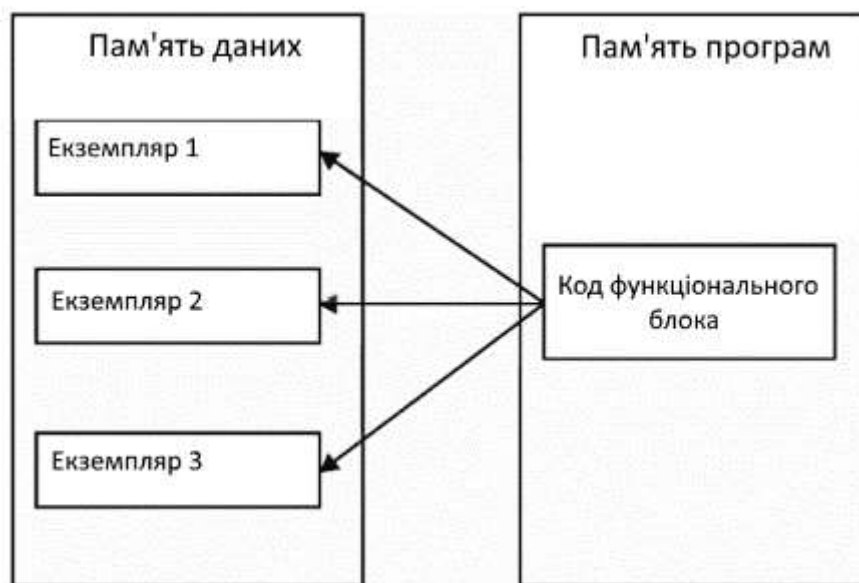 Пам'ять даних
Пам'ять програм
Екземпляр 1
Екземпляр 2
Екземпляр 3
Код функціонального
блока